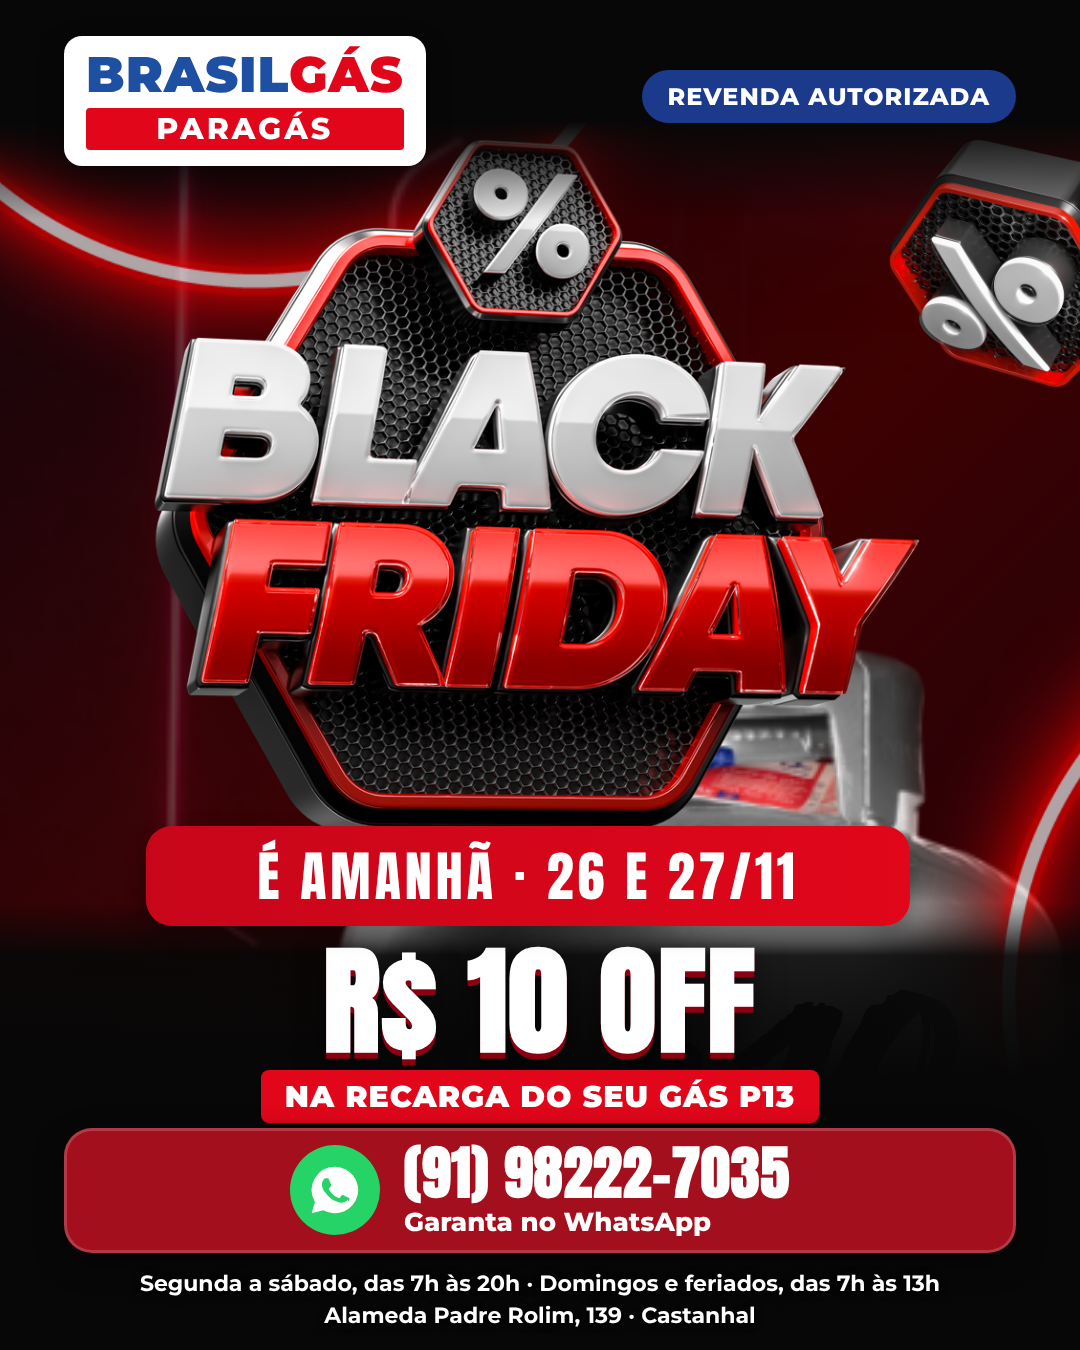 BRASILGÁS
PARAGÁS
REVENDA AUTORIZADA
%
%
BLACK
FRIDAY
É AMANHÃ · 26 E 27/11
R$ 10 OFF
NA RECARGA DO SEU GÁS P13
(91) 98222-7035
Garanta no WhatsApp
Segunda a sábado, das 7h às 20h · Domingos e feriados, das 7h às 13h
Alameda Padre Rolim, 139 · Castanhal